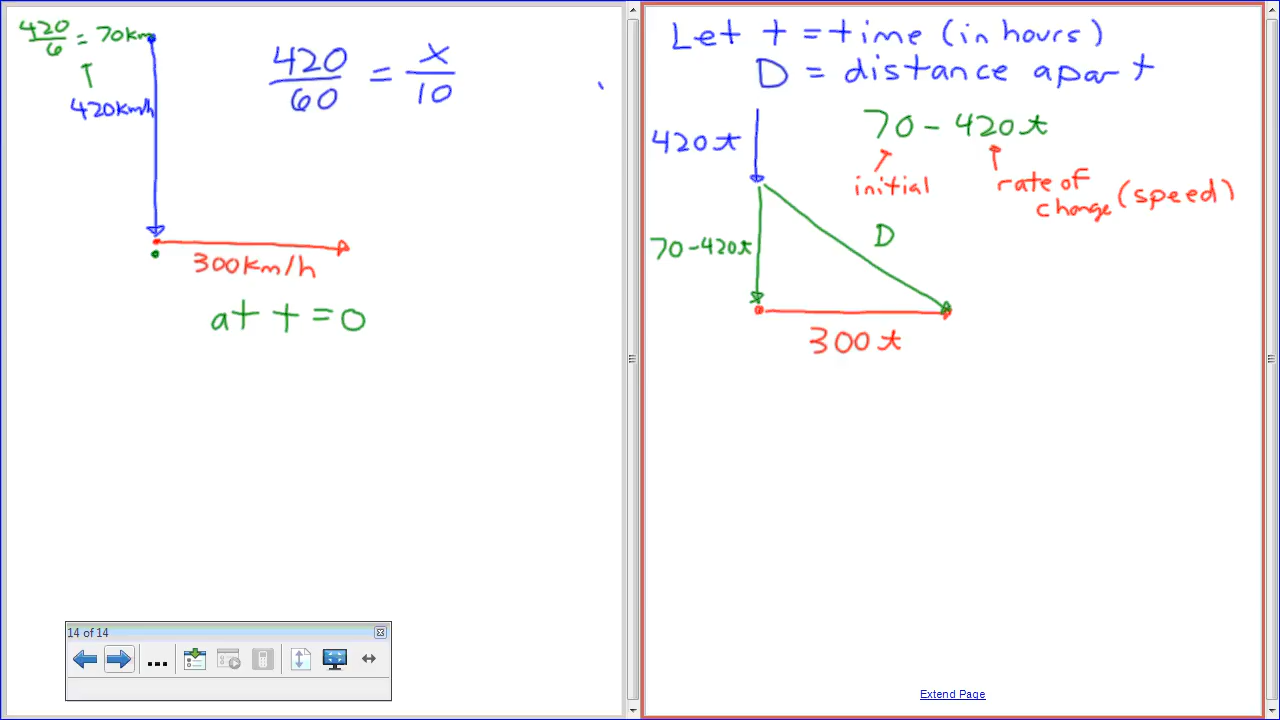 420/6 = 70km
420km/h
420/60 = x/10
300km/h
at t = 0
14 of 14
Let t = time (in hours)
D = distance apart
420t
70 - 420t
initial
rate of
change (speed)
70-420t
D
300t
Extend Page